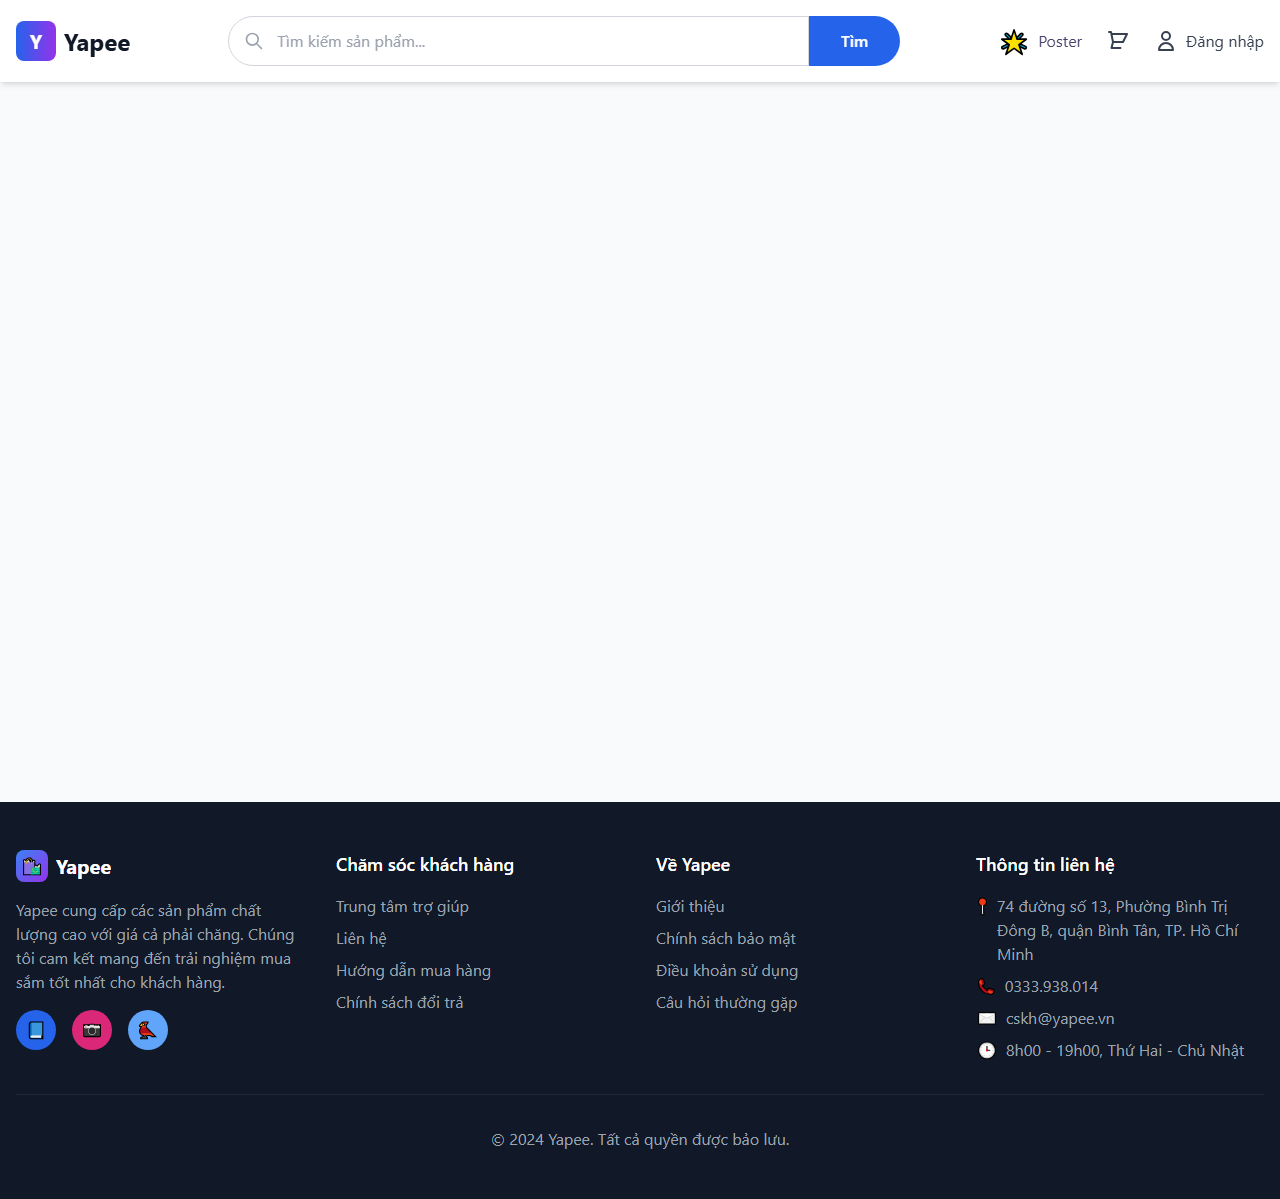 Y Yapee
Tìm kiếm sản phẩm...
Tìm
Poster
Đăng nhập
Yapee
Yapee cung cấp các sản phẩm chất
lượng cao với giá cả phải chăng. Chúng
tôi cam kết mang đến trải nghiệm mua
sắm tốt nhất cho khách hàng.
Chăm sóc khách hàng
Trung tâm trợ giúp
Liên hệ
Hướng dẫn mua hàng
Chính sách đổi trả
Về Yapee
Giới thiệu
Chính sách bảo mật
Điều khoản sử dụng
Câu hỏi thường gặp
Thông tin liên hệ
74 đường số 13, Phường Bình Trị
Đông B, quận Bình Tân, TP. Hồ Chí
Minh
0333.938.014
cskh@yapee.vn
8h00 - 19h00, Thứ Hai - Chủ Nhật
© 2024 Yapee. Tất cả quyền được bảo lưu.